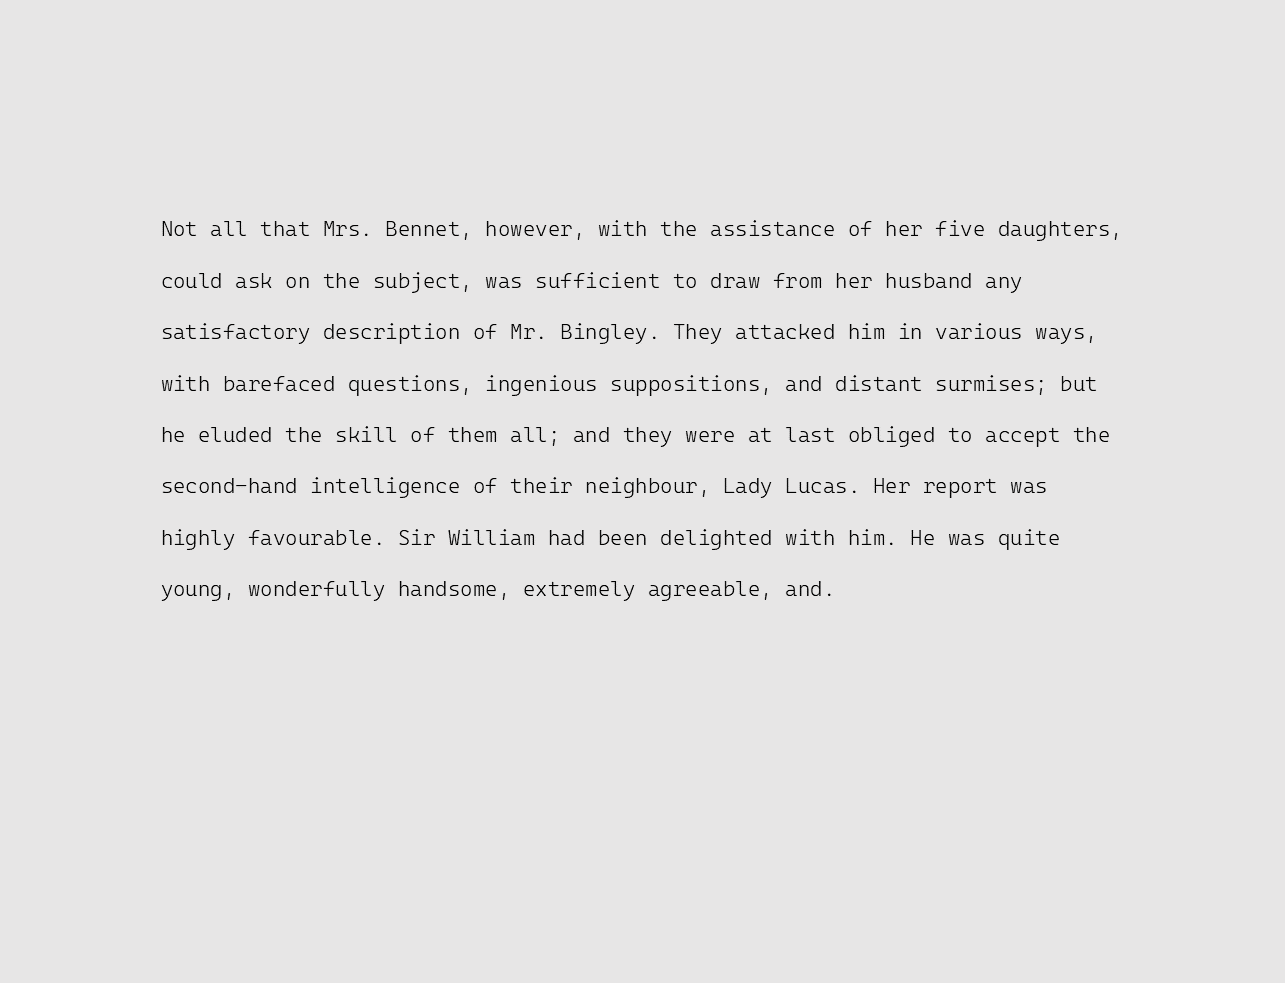 Not all that Mrs. Bennet, however, with the assistance of her five daughters,
could ask on the subject, was sufficient to draw from her husband any
satisfactory description of Mr. Bingley. They attacked him in various ways,
with barefaced questions, ingenious suppositions, and distant surmises; but
he eluded the skill of them all; and they were at last obliged to accept the
second-hand intelligence of their neighbour, Lady Lucas. Her report was
highly favourable. Sir William had been delighted with him. He was quite
young, wonderfully handsome, extremely agreeable, and.